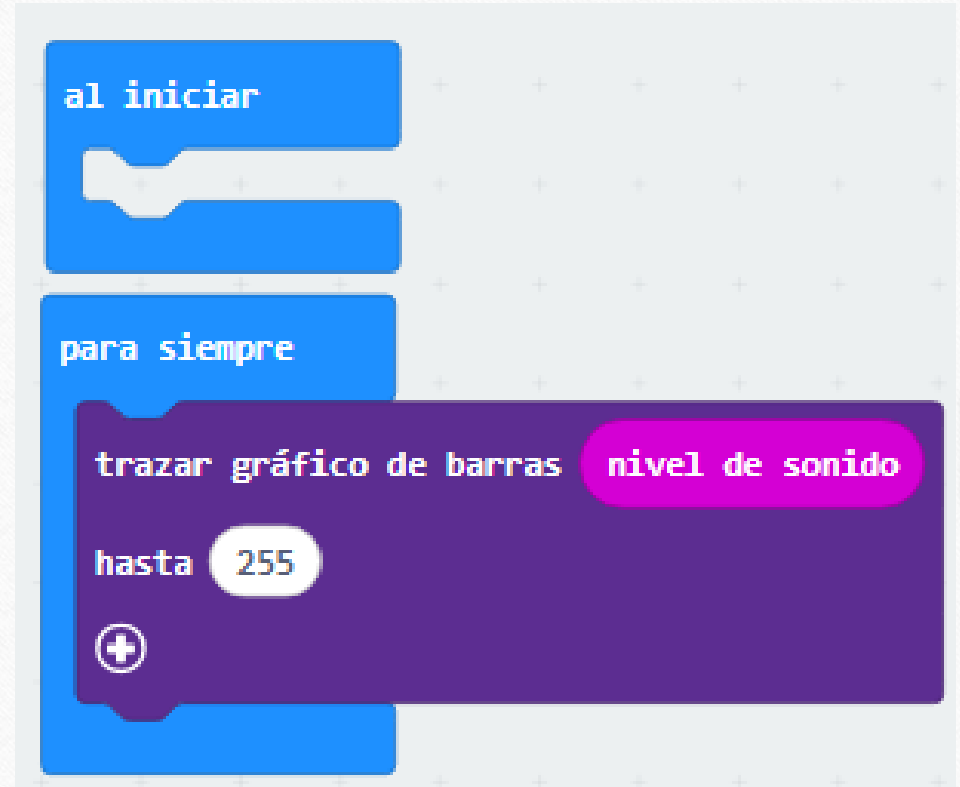 al iniciar
para siempre
trazar gráfico de barras nivel de sonido
hasta 255